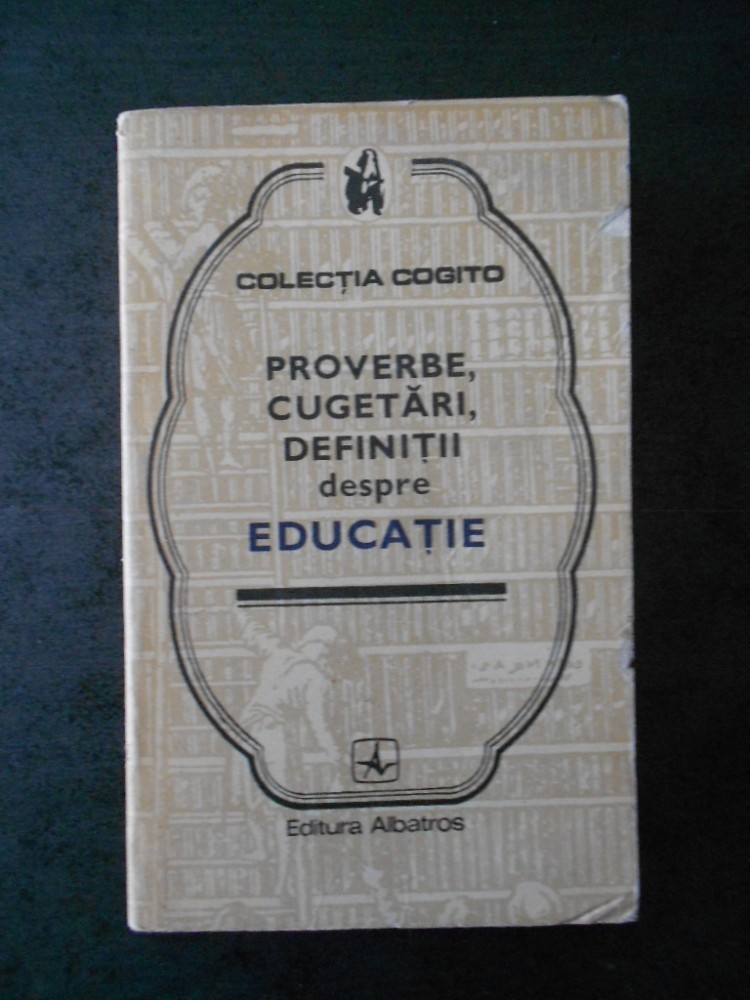 COLECȚIA COGITO
PROVERBE,
CUGETĂRI,
DEFINIȚII
despre
EDUCAȚIE
Editura Albatros